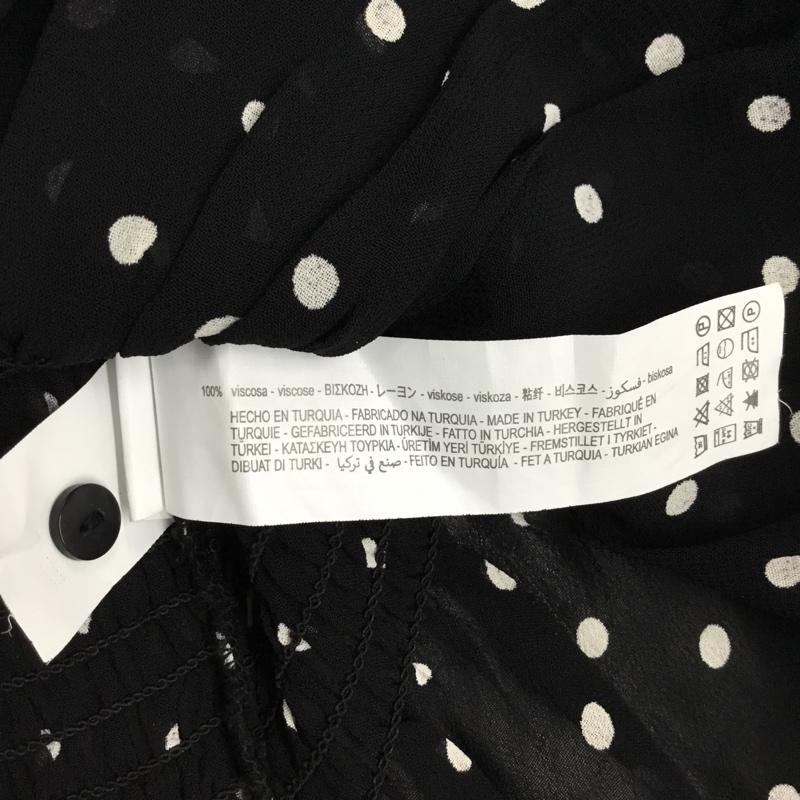 100% viscosa - viscose - ΒΙΣΚΟΖΗ - レーヨン - viskose - viskoza - 粘纤 - 비스코스 - فسكوز - biskosa
HECHO EN TURQUIA - FABRICADO NA TURQUIA - MADE IN TURKEY - FABRIQUÉ EN
TURQUIE - GEFABRICEERD IN TURKIJE - FATTO IN TURCHIA - HERGESTELLT IN
TÜRKEI - ΚΑΤΑΣΚΕΥΗ ΤΟΥΡΚΙΑ - ÜRETİM YERİ TÜRKİYE - FREMSTILLET I TYRKIET -
DIBUAT DI TURKI - صنع في تركيا - FEITO EN TURQUÍA - FET A TURQUIA - TURKIAN EGINA
P P